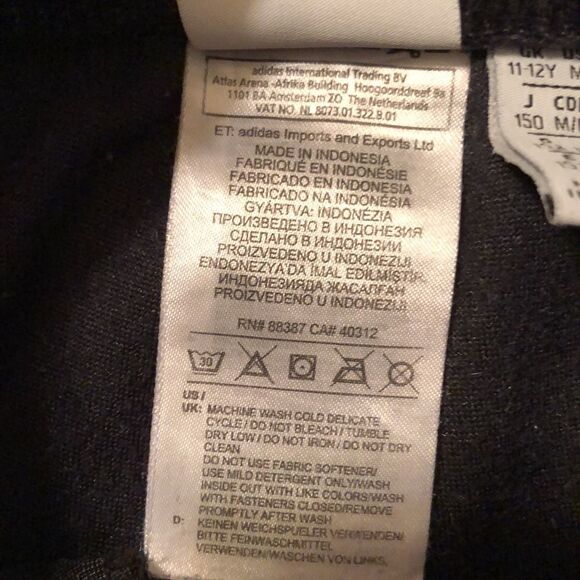 adidas International Trading BV
Atlas Arena -Afrika Building Hoogoorddreef 9a
1101 BA Amsterdam ZO The Netherlands
VAT NO. NL 8073.01.322.B.01
ET: adidas Imports and Exports Ltd
MADE IN INDONESIA
FABRIQUÉ EN INDONÉSIE
FABRICADO EN INDONESIA
FABRICADO NA INDONÉSIA
GYÁRTVA: INDONÉZIA
ПРОИЗВЕДЕНО В ИНДОНЕЗИЯ
СДЕЛАНО В ИНДОНЕЗИИ
PROIZVEDENO U INDONEZIJI
ENDONEZYA'DA İMAL EDİLMİŞTİR.
ИНДОНЕЗИЯДА ЖАСАЛҒАН
PROIZVEDENO U INDONEZIJI
RN# 88387 CA# 40312
30
US /
UK: MACHINE WASH COLD DELICATE
CYCLE / DO NOT BLEACH / TUMBLE
DRY LOW / DO NOT IRON / DO NOT DRY
CLEAN
DO NOT USE FABRIC SOFTENER/
USE MILD DETERGENT ONLY/WASH
INSIDE OUT WITH LIKE COLORS/WASH
WITH FASTENERS CLOSED/REMOVE
PROMPTLY AFTER WASH
D: KEINEN WEICHSPUELER VERWENDEN/
BITTE FEINWASCHMITTEL
VERWENDEN/WASCHEN VON LINKS,
UK
11-12Y M
J CO
150 M/